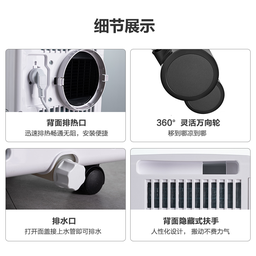 细节展示
背面排热口
迅速排热畅通无阻，安装便捷
360° 灵活万向轮
移到哪凉到哪
排水口
打开面盖接上水管即可排水
背面隐藏式扶手
人性化设计，搬动不费力气